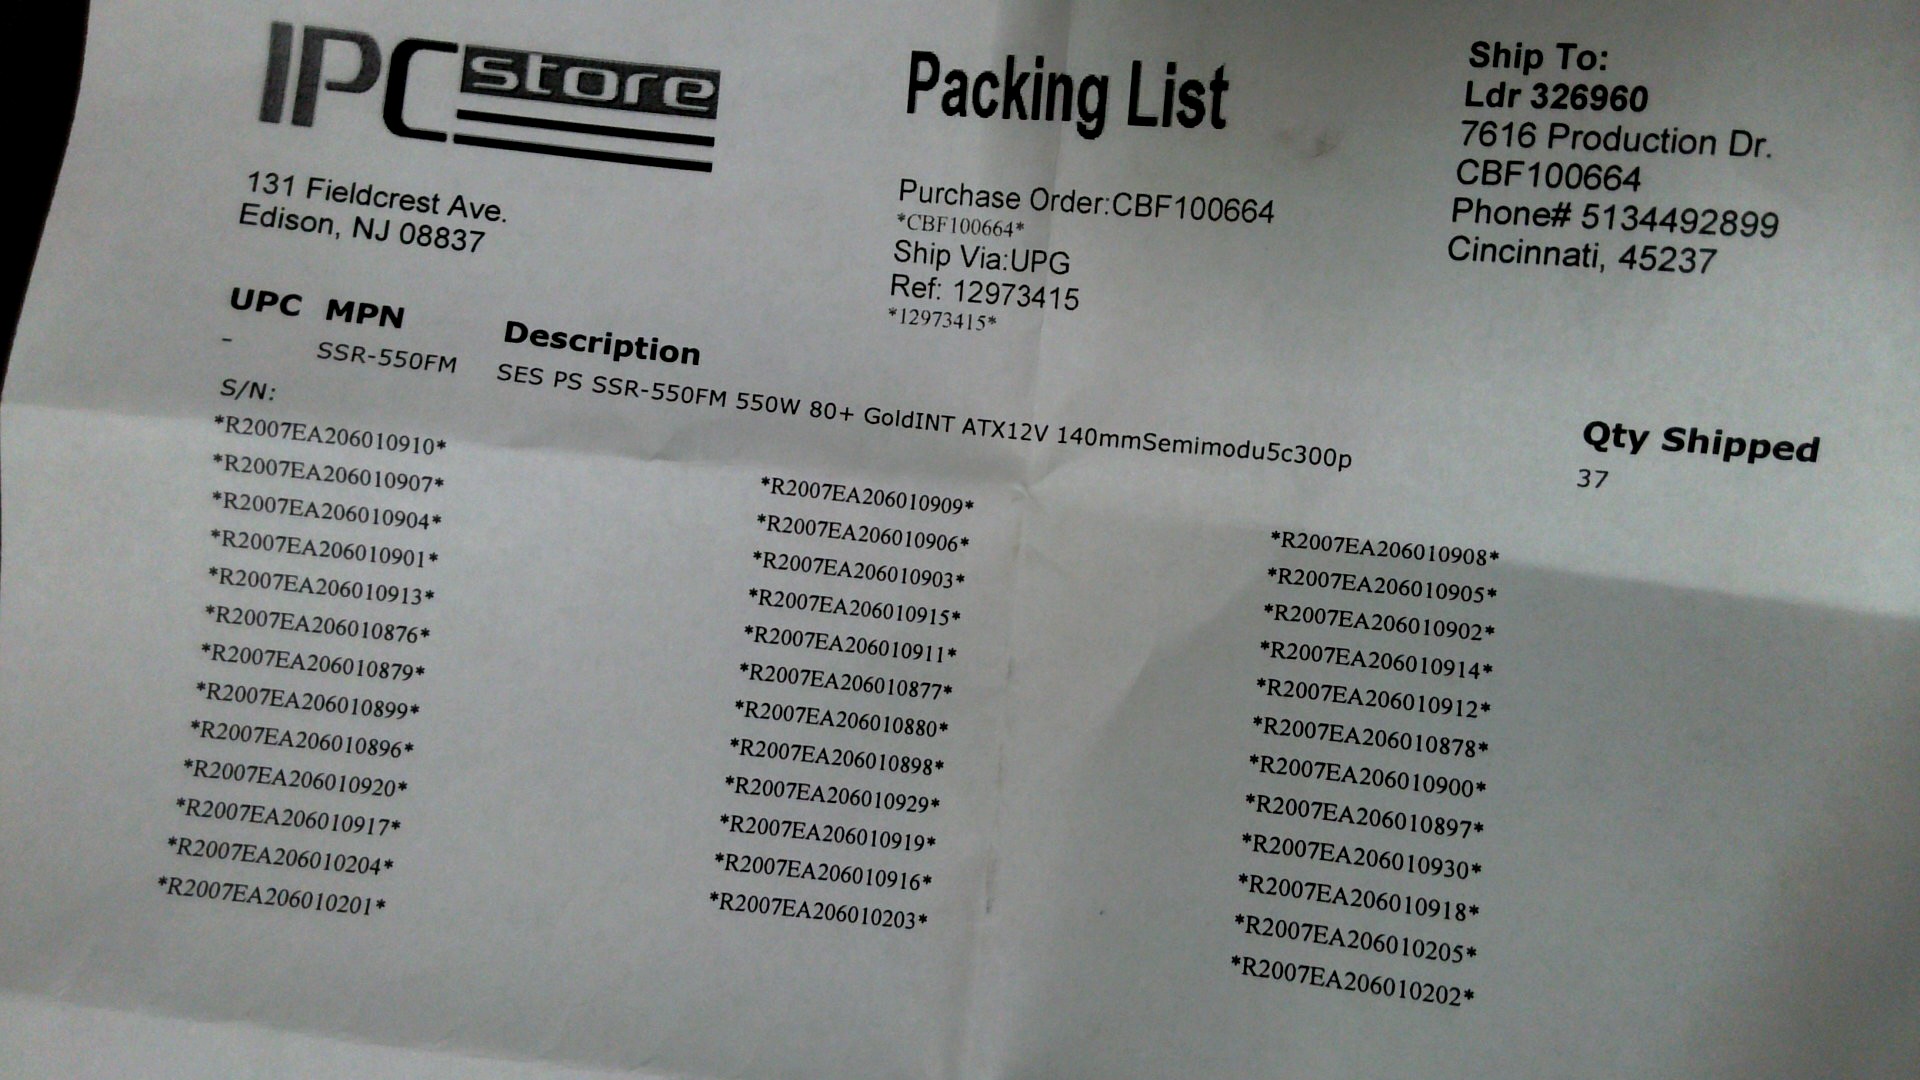 IPC store
131 Fieldcrest Ave.
Edison, NJ 08837
Packing List
Purchase Order:CBF100664
*CBF100664*
Ship Via:UPG
Ref: 12973415
*12973415*
Ship To:
Ldr 326960
7616 Production Dr.
CBF100664
Phone# 5134492899
Cincinnati, 45237
UPC MPN Description Qty Shipped
- SSR-550FM SES PS SSR-550FM 550W 80+ GoldINT ATX12V 140mmSemimodu5c300p 37
S/N:
*R2007EA206010910* *R2007EA206010909* *R2007EA206010908*
*R2007EA206010907* *R2007EA206010906* *R2007EA206010905*
*R2007EA206010904* *R2007EA206010903* *R2007EA206010902*
*R2007EA206010901* *R2007EA206010915* *R2007EA206010914*
*R2007EA206010913* *R2007EA206010911* *R2007EA206010912*
*R2007EA206010876* *R2007EA206010877* *R2007EA206010878*
*R2007EA206010879* *R2007EA206010880* *R2007EA206010900*
*R2007EA206010899* *R2007EA206010898* *R2007EA206010897*
*R2007EA206010896* *R2007EA206010929* *R2007EA206010930*
*R2007EA206010920* *R2007EA206010919* *R2007EA206010918*
*R2007EA206010917* *R2007EA206010916* *R2007EA206010205*
*R2007EA206010204* *R2007EA206010203* *R2007EA206010202*
*R2007EA206010201*